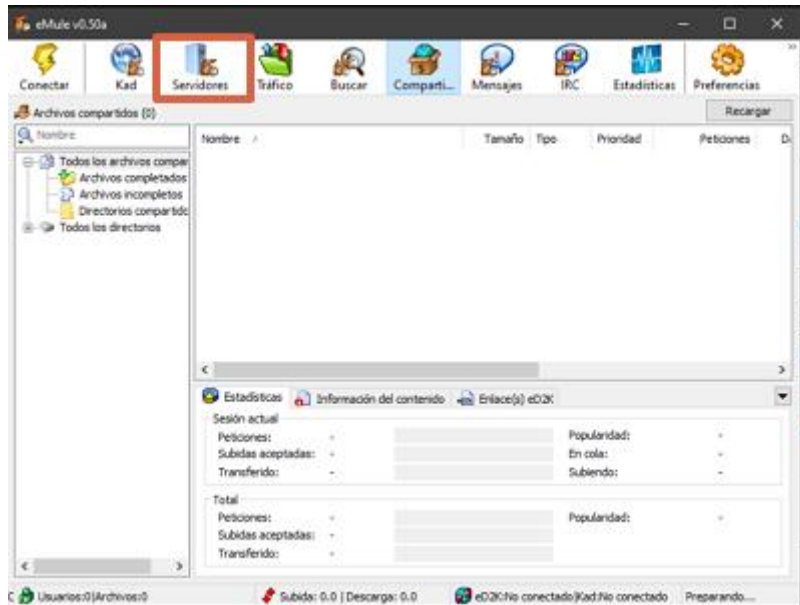 eMule v0.50a
Conectar Kad Servidores Tráfico Buscar Comparti... Mensajes IRC Estadísticas Preferencias
Archivos compartidos (0) Recargar
Nombre
Nombre Tamaño Tipo Prioridad Peticiones
Todos los archivos compar
Archivos completados
Archivos incompletos
Directorios compartido
Todos los directorios
Estadísticas Información del contenido Enlace(s) eD2K
Sesión actual
Peticiones: - Popularidad: -
Subidas aceptadas: - En cola: -
Transferido: - Subiendo: -
Total
Peticiones: - Popularidad: -
Subidas aceptadas: -
Transferido: -
Usuarios:0|Archivos:0 Subida: 0.0 | Descarga: 0.0 eD2K:No conectado|Kad:No conectado Preparando...